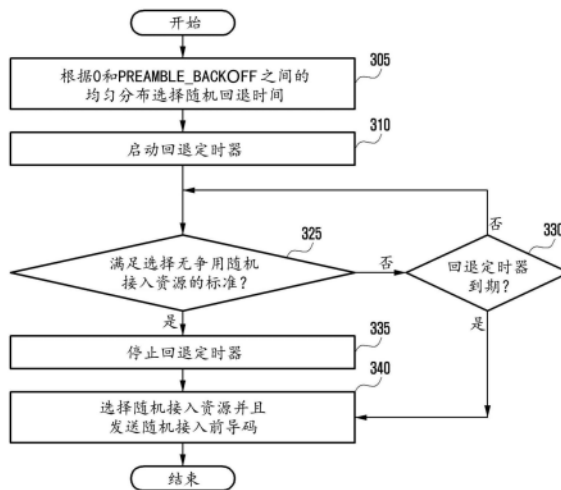 开始
根据0和PREAMBLE_BACKOFF之间的
均匀分布选择随机回退时间
305
310
启动回退定时器
325
满足选择无争用随机
接入资源的标准?
否
否
330
回退定时器
到期?
是
是
335
停止回退定时器
340
选择随机接入资源并且
发送随机接入前导码
结束